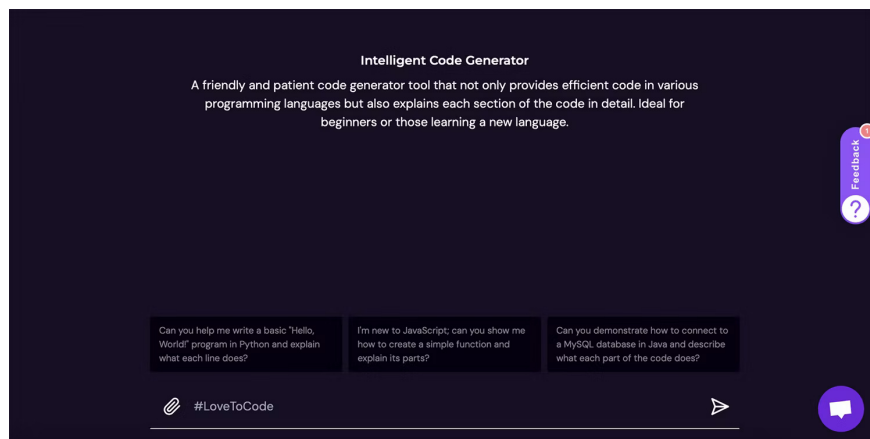 Intelligent Code Generator
A friendly and patient code generator tool that not only provides efficient code in various
programming languages but also explains each section of the code in detail. Ideal for
beginners or those learning a new language.
1
Feedback
?
Can you help me write a basic "Hello,
World!" program in Python and explain
what each line does?
I'm new to JavaScript; can you show me
how to create a simple function and
explain its parts?
Can you demonstrate how to connect to
a MySQL database in Java and describe
what each part of the code does?
#LoveToCode